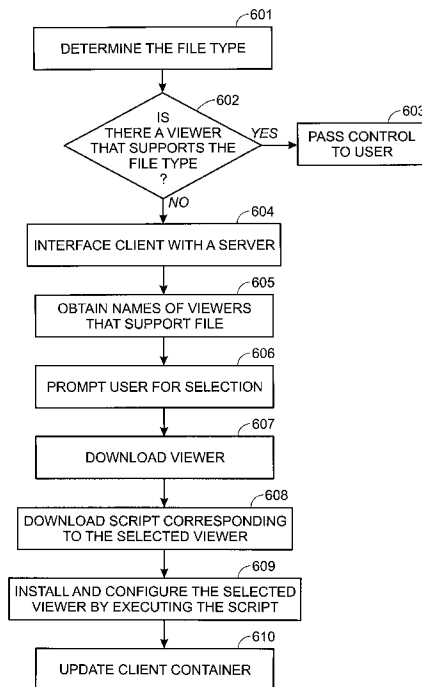 601
DETERMINE THE FILE TYPE
602
IS
THERE A VIEWER
THAT SUPPORTS THE
FILE TYPE
?
YES
603
PASS CONTROL
TO USER
NO
604
INTERFACE CLIENT WITH A SERVER
605
OBTAIN NAMES OF VIEWERS
THAT SUPPORT FILE
606
PROMPT USER FOR SELECTION
607
DOWNLOAD VIEWER
608
DOWNLOAD SCRIPT CORRESPONDING
TO THE SELECTED VIEWER
609
INSTALL AND CONFIGURE THE SELECTED
VIEWER BY EXECUTING THE SCRIPT
610
UPDATE CLIENT CONTAINER